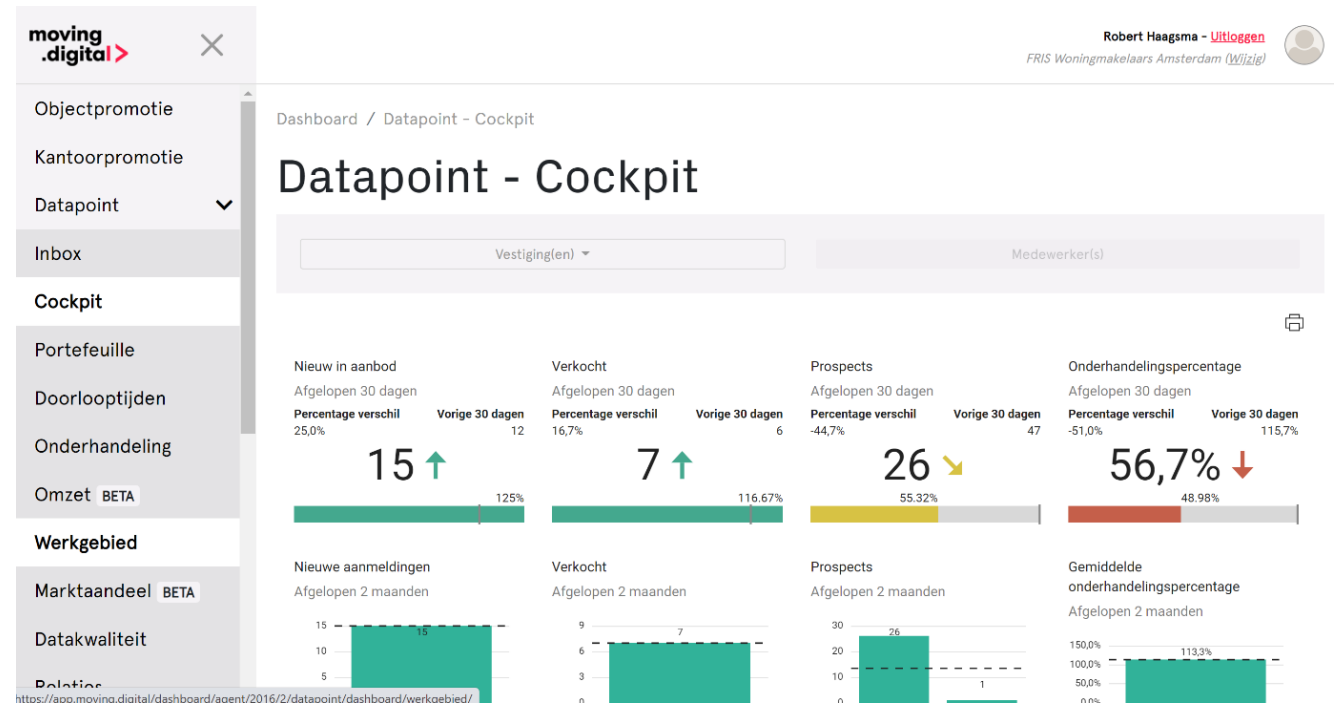 moving
.digital>
Robert Haagsma - Uitloggen
FRIS Woningmakelaars Amsterdam (Wijzig)
Objectpromotie
Kantoorpromotie
Datapoint
Inbox
Cockpit
Portefeuille
Doorlooptijden
Onderhandeling
Omzet BETA
Werkgebied
Marktaandeel BETA
Datakwaliteit
Relaties
https://app.moving.digital/dashboard/agent/2016/2/datapoint/dashboard/werkgebied/
Dashboard / Datapoint - Cockpit
Datapoint - Cockpit
Vestiging(en)
Medewerker(s)
Nieuw in aanbod
Afgelopen 30 dagen
Percentage verschil Vorige 30 dagen
25,0% 12
15
125%
Verkocht
Afgelopen 30 dagen
Percentage verschil Vorige 30 dagen
16,7% 6
7
116.67%
Prospects
Afgelopen 30 dagen
Percentage verschil Vorige 30 dagen
-44,7% 47
26
55.32%
Onderhandelingspercentage
Afgelopen 30 dagen
Percentage verschil Vorige 30 dagen
-51,0% 115,7%
56,7%
48.98%
Nieuwe aanmeldingen
Afgelopen 2 maanden
15
15
10
5
Verkocht
Afgelopen 2 maanden
9
7
6
3
0
Prospects
Afgelopen 2 maanden
30
26
20
10
1
0
Gemiddelde
onderhandelingspercentage
Afgelopen 2 maanden
150,0%
113,3%
100,0%
50,0%
0,0%